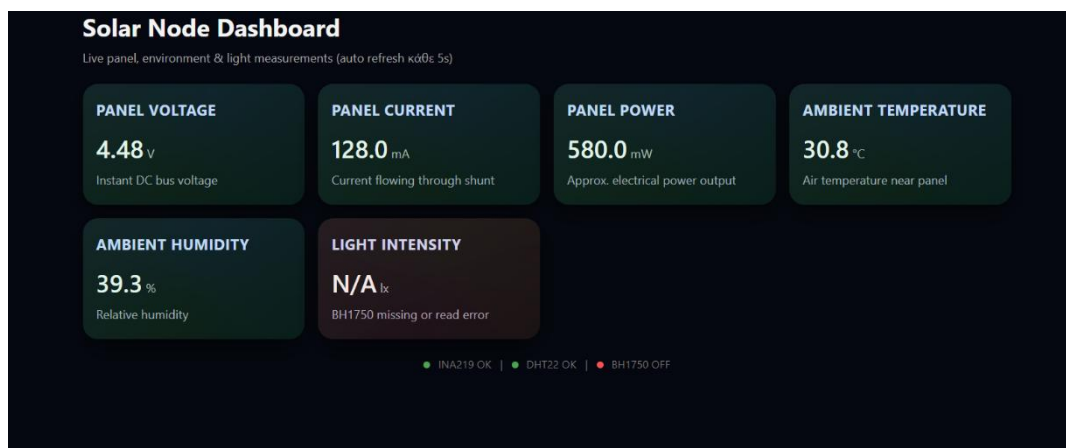 Solar Node Dashboard
Live panel, environment & light measurements (auto refresh κάθε 5s)
PANEL VOLTAGE
4.48 V
Instant DC bus voltage
PANEL CURRENT
128.0 mA
Current flowing through shunt
PANEL POWER
580.0 mW
Approx. electrical power output
AMBIENT TEMPERATURE
30.8 °C
Air temperature near panel
AMBIENT HUMIDITY
39.3 %
Relative humidity
LIGHT INTENSITY
N/A lx
BH1750 missing or read error
INA219 OK | DHT22 OK | BH1750 OFF